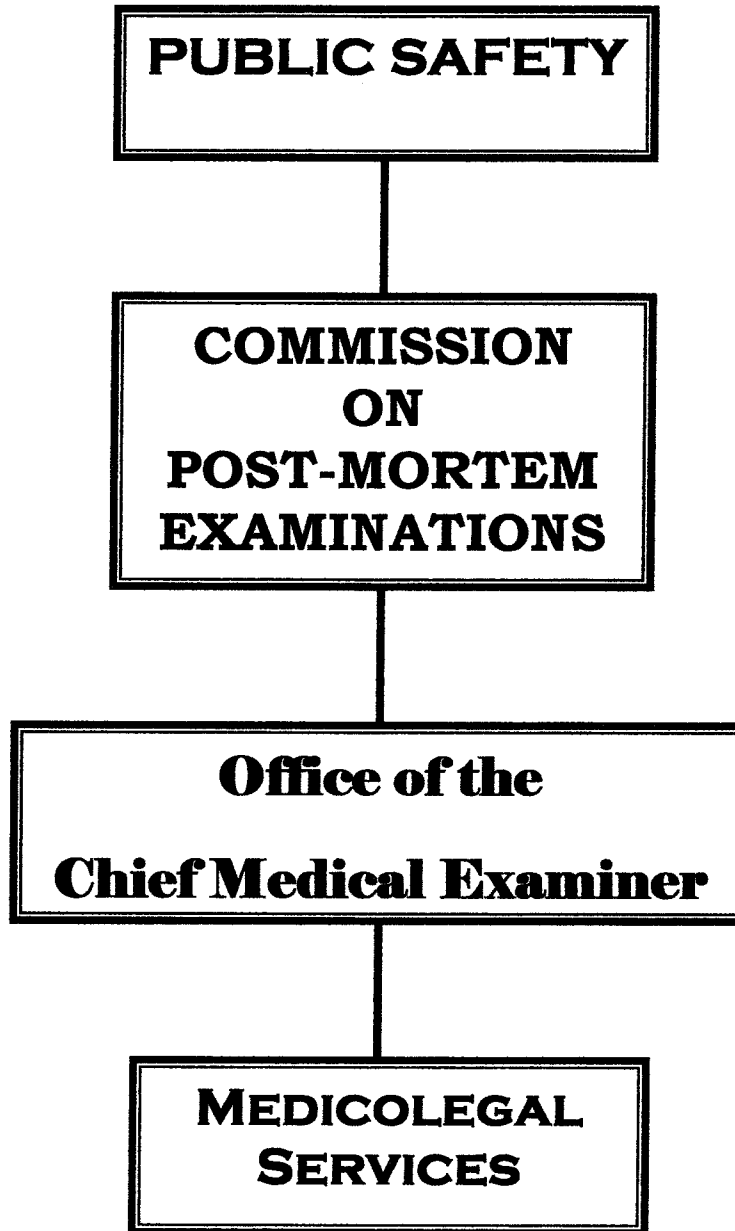 PUBLIC SAFETY
COMMISSION
ON
POST-MORTEM
EXAMINATIONS
Office of the
Chief Medical Examiner
MEDICOLEGAL
SERVICES